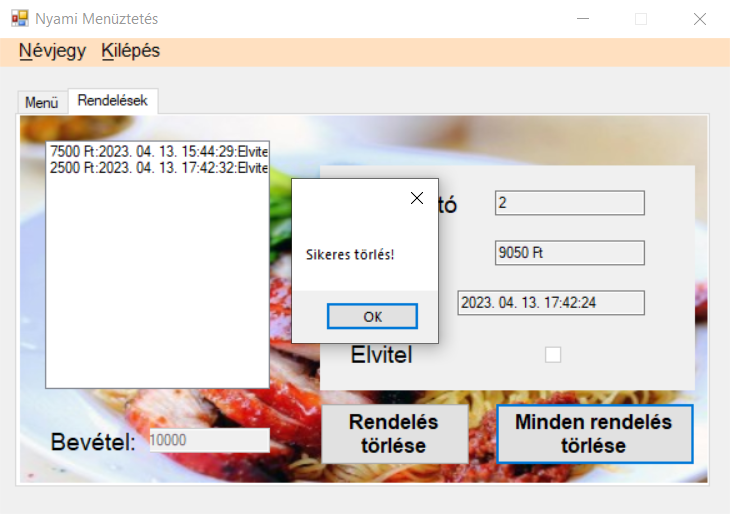 Nyami Menüztetés
Névjegy Kilépés
Menü Rendelések
7500 Ft:2023. 04. 13. 15:44:29:Elvite
2500 Ft:2023. 04. 13. 17:42:32:Elvite
tó 2
Sikeres törlés!
9050 Ft
OK
2023. 04. 13. 17:42:24
Elvitel
Rendelés
törlése
Minden rendelés
törlése
Bevétel: 10000